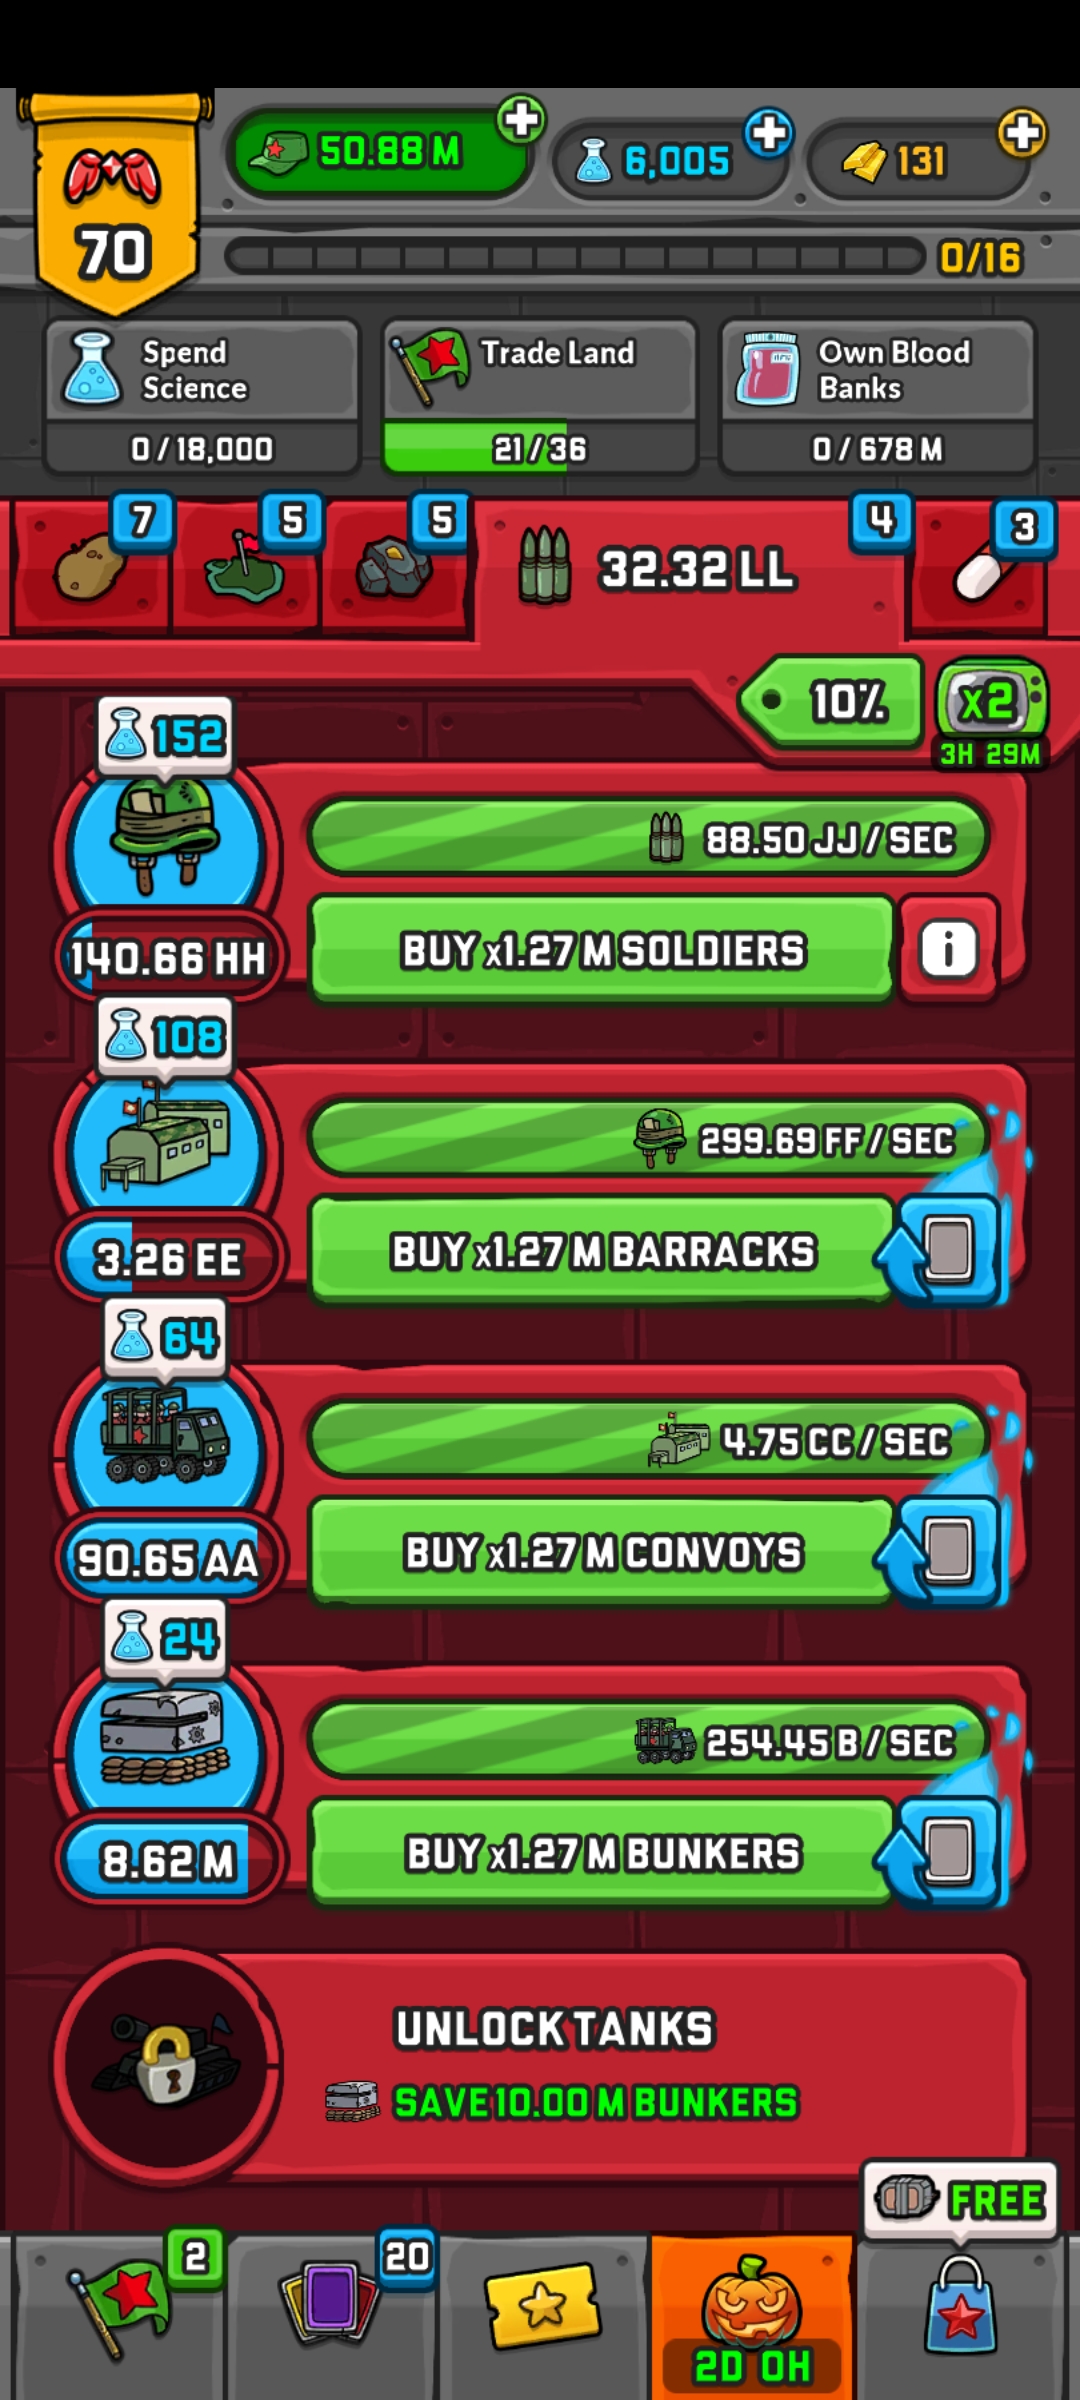 70
50.88 M
6,005
131
0/16
Spend
Science
0 / 18,000
Trade Land
21 / 36
Own Blood
Banks
0 / 678 M
7
5
5
32.32 LL
4
3
10%
x2
3H 29M
152
88.50 JJ / SEC
140.66 HH
BUY x1.27 M SOLDIERS
i
108
299.69 FF / SEC
3.26 EE
BUY x1.27 M BARRACKS
64
4.75 CC / SEC
90.65 AA
BUY x1.27 M CONVOYS
24
254.45 B / SEC
8.62 M
BUY x1.27 M BUNKERS
UNLOCK TANKS
SAVE 10.00 M BUNKERS
FREE
2
20
2D 0H